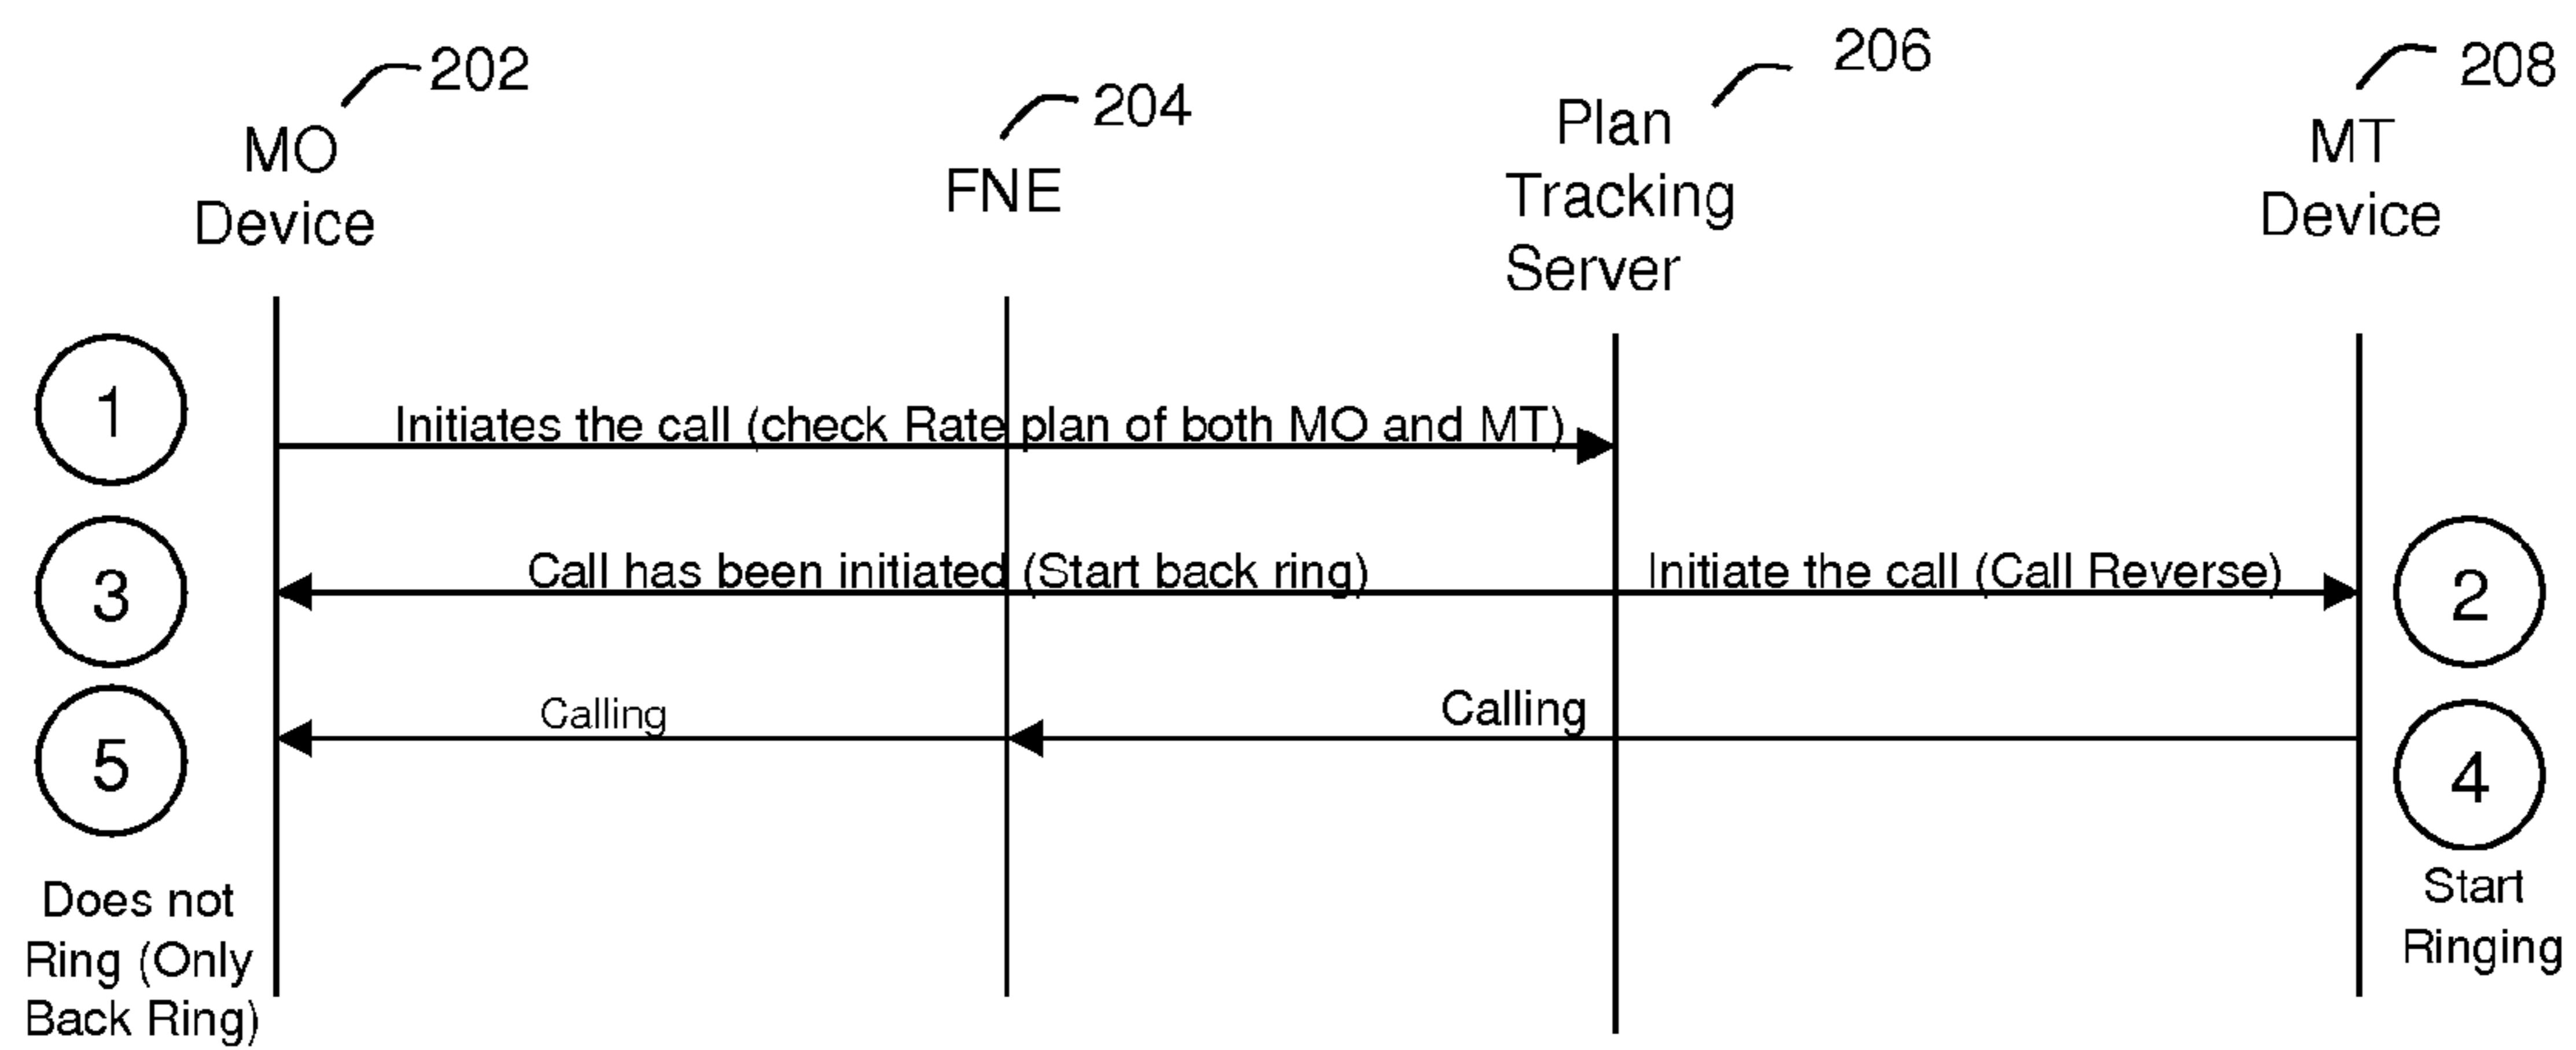 202
MO
Device
204
FNE
206
Plan
Tracking
Server
208
MT
Device
1
Initiates the call (check Rate plan of both MO and MT)
3
Call has been initiated (Start back ring)
Initiate the call (Call Reverse)
2
5
Calling
Calling
4
Does not
Ring (Only
Back Ring)
Start
Ringing